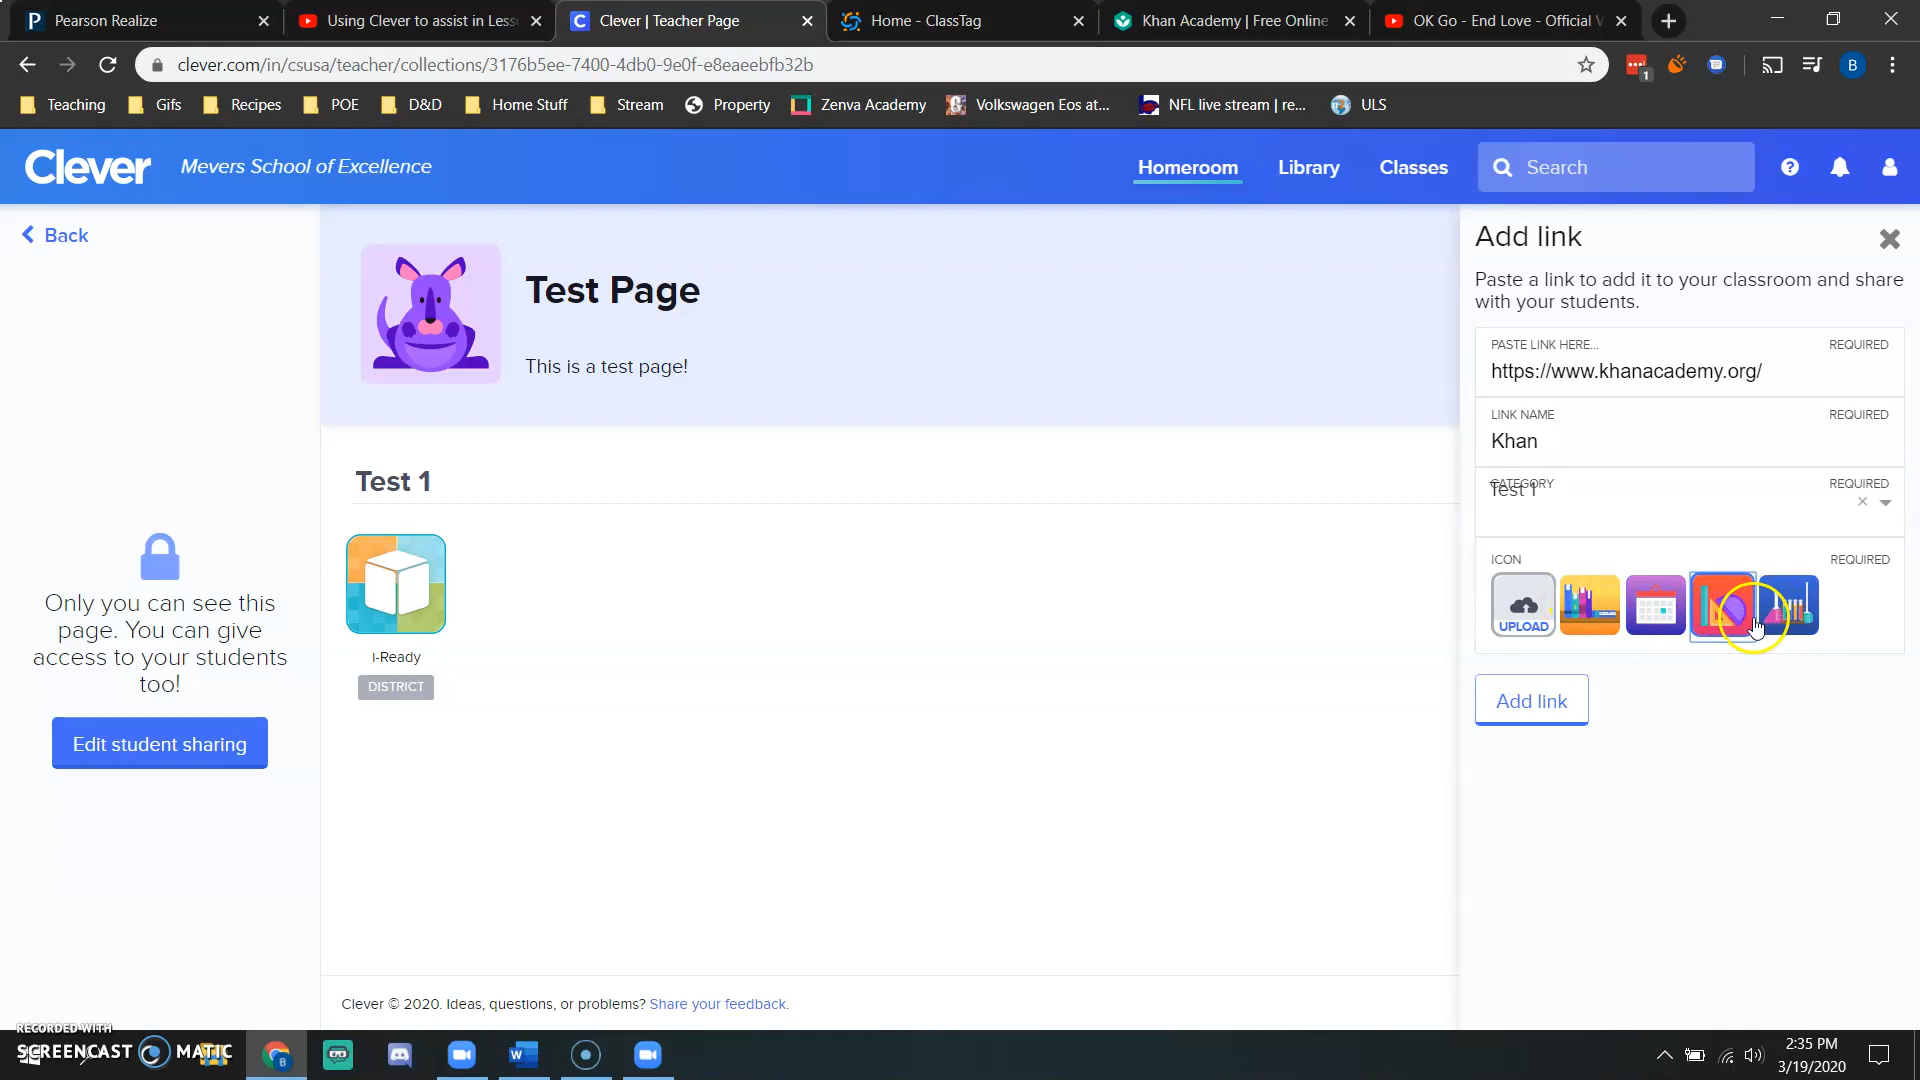 Pearson Realize
Using Clever to assist in Less
Clever | Teacher Page
Home - ClassTag
Khan Academy | Free Online
OK Go - End Love - Official V
clever.com/in/csusa/teacher/collections/3176b5ee-7400-4db0-9e0f-e8eaeebfb32b
1
B
Teaching
Gifs
Recipes
POE
D&D
Home Stuff
Stream
Property
Zenva Academy
Volkswagen Eos at...
NFL live stream | re...
ULS
Clever
Mevers School of Excellence
Homeroom
Library
Classes
Search
Back
Only you can see this
page. You can give
access to your students
too!
Edit student sharing
Test Page
This is a test page!
Test 1
I-Ready
DISTRICT
Add link
Paste a link to add it to your classroom and share
with your students.
PASTE LINK HERE... REQUIRED
https://www.khanacademy.org/
LINK NAME REQUIRED
Khan
CATEGORY REQUIRED
Test 1
ICON REQUIRED
UPLOAD
Add link
Clever © 2020. Ideas, questions, or problems? Share your feedback.
RECORDED WITH
SCREENCAST MATIC
2:35 PM
3/19/2020